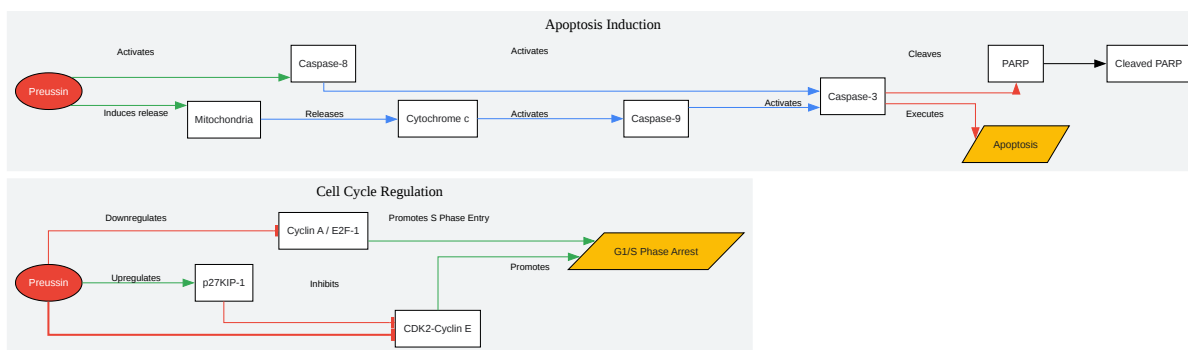 Apoptosis Induction
Activates
Activates
Cleaves
Caspase-8
PARP
Cleaved PARP
Preussin
Caspase-3
Induces release
Mitochondria
Releases
Cytochrome c
Activates
Caspase-9
Activates
Executes
Apoptosis
Cell Cycle Regulation
Downregulates
Cyclin A / E2F-1
Promotes S Phase Entry
G1/S Phase Arrest
Preussin
Upregulates
p27KIP-1
Inhibits
Promotes
CDK2-Cyclin E